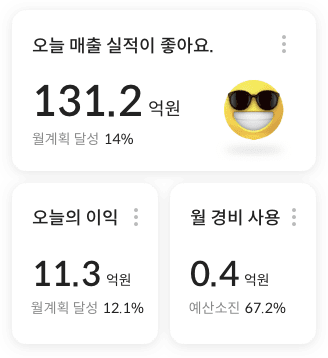 오늘 매출 실적이 좋아요.
131.2 억원
월계획 달성 14%
오늘의 이익
11.3 억원
월계획 달성 12.1%
월 경비 사용
0.4 억원
예산소진 67.2%